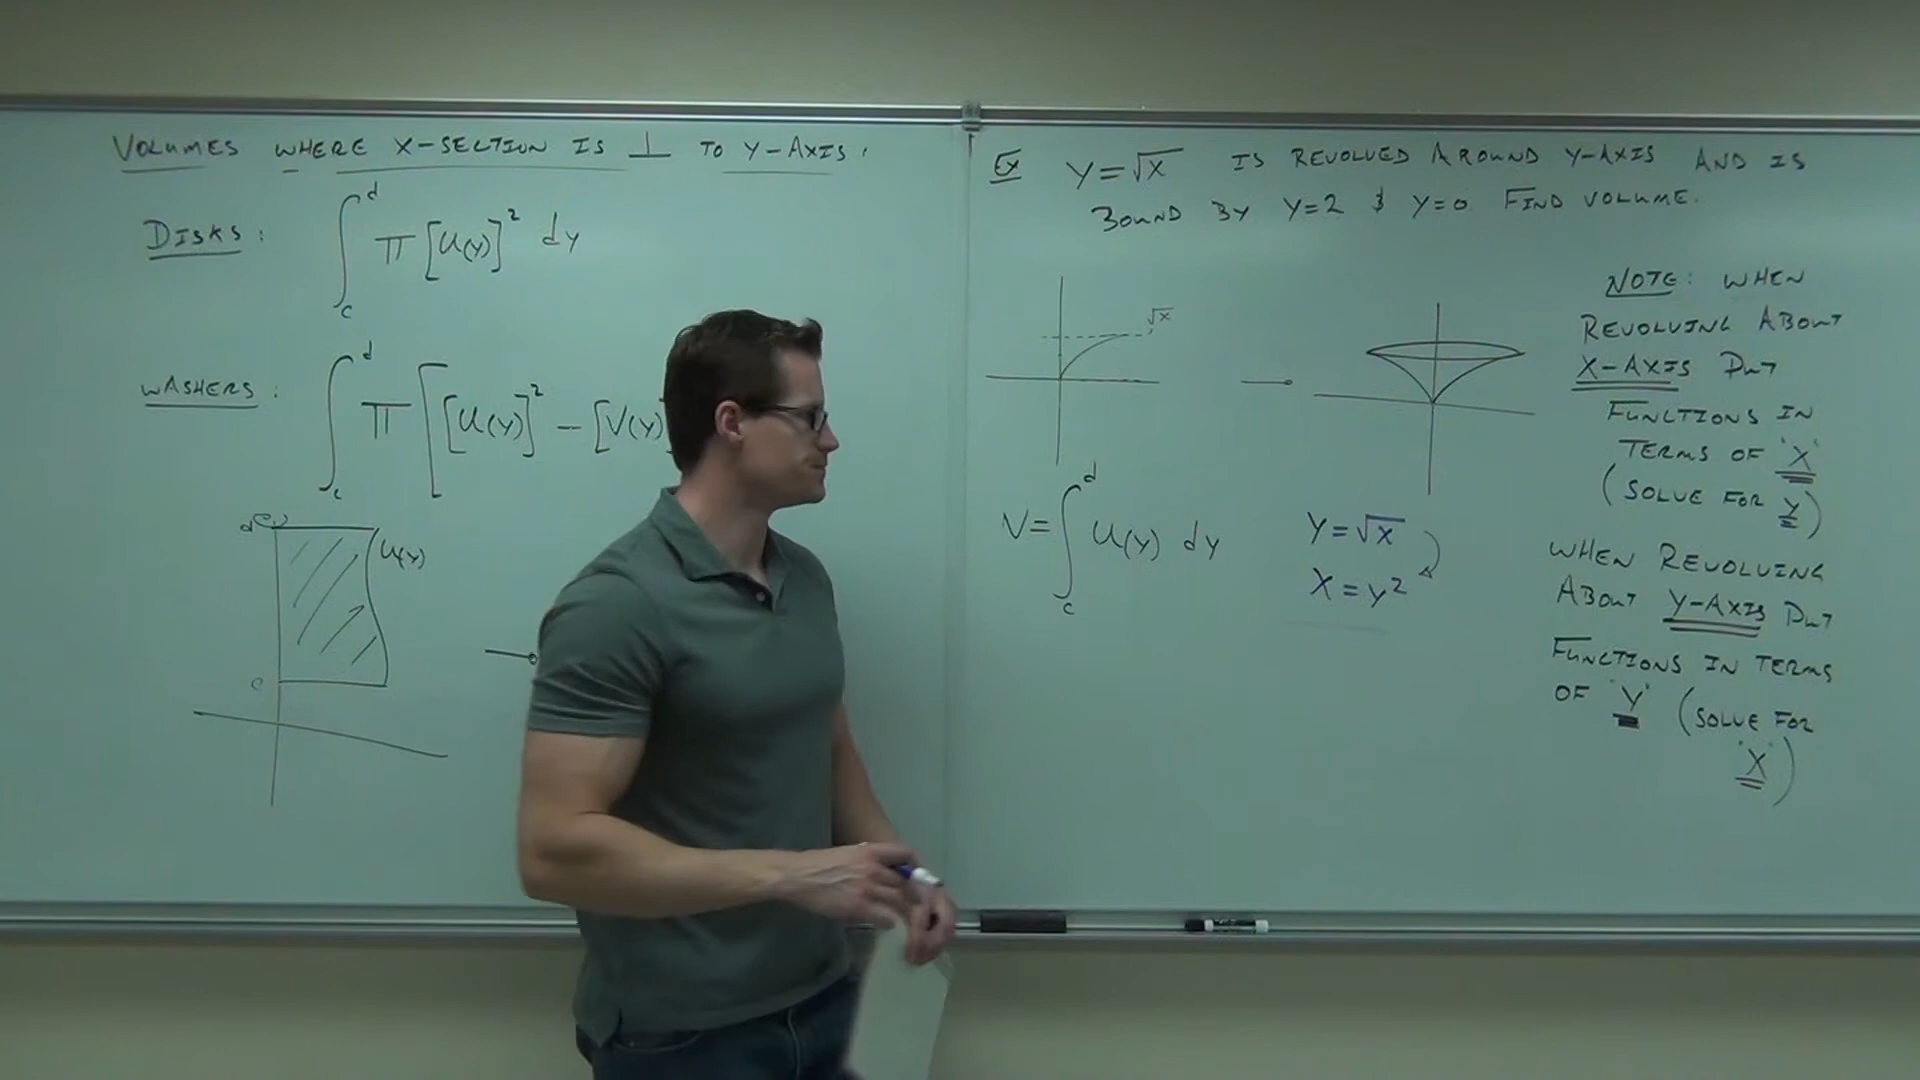 VOLUMES WHERE X-SECTION IS ⊥ TO Y-AXIS.
DISKS: ∫_c^d π [U(y)]² dy
WASHERS: ∫_c^d π [[U(y)]² - [V(y)
d
U(y)
c
Ex Y=√X IS REVOLVED AROUND Y-AXIS AND IS
BOUND BY Y=2 & Y=0. FIND VOLUME.
√X
V=∫_c^d U(y) dy
Y=√X
X=y²
NOTE: WHEN
REVOLVING ABOUT
X-AXIS PUT
FUNCTIONS IN
TERMS OF 'X'
(SOLVE FOR Y)
WHEN REVOLVING
ABOUT Y-AXIS PUT
FUNCTIONS IN TERMS
OF 'Y' (SOLVE FOR
'X')